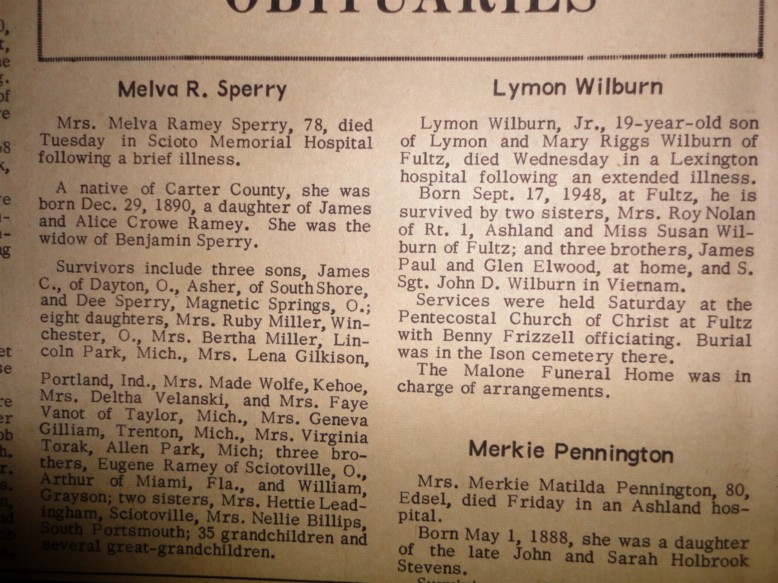 OBITUARIES
Melva R. Sperry
Mrs. Melva Ramey Sperry, 78, died
Tuesday in Scioto Memorial Hospital
following a brief illness.
A native of Carter County, she was
born Dec. 29, 1890, a daughter of James
and Alice Crowe Ramey. She was the
widow of Benjamin Sperry.
Survivors include three sons, James
C., of Dayton, O., Asher, of South Shore,
and Dee Sperry, Magnetic Springs, O.;
eight daughters, Mrs. Ruby Miller, Win-
chester, O., Mrs. Bertha Miller, Lin-
coln Park, Mich., Mrs. Lena Gilkison,
Portland, Ind., Mrs. Made Wolfe, Kehoe,
Mrs. Deltha Velanski, and Mrs. Faye
Vanot of Taylor, Mich., Mrs. Geneva
Gilliam, Trenton, Mich., Mrs. Virginia
Torak, Allen Park, Mich; three bro-
thers, Eugene Ramey of Sciotoville, O.,
Arthur of Miami, Fla., and William,
Grayson; two sisters, Mrs. Hettie Lead-
ingham, Sciotoville, Mrs. Nellie Billips,
South Portsmouth; 35 grandchildren and
several great-grandchildren.
Lymon Wilburn
Lymon Wilburn, Jr., 19-year-old son
of Lymon and Mary Riggs Wilburn of
Fultz, died Wednesday in a Lexington
hospital following an extended illness.
Born Sept. 17, 1948, at Fultz, he is
survived by two sisters, Mrs. Roy Nolan
of Rt. 1, Ashland and Miss Susan Wil-
burn of Fultz; and three brothers, James
Paul and Glen Elwood, at home, and S.
Sgt. John D. Wilburn in Vietnam.
Services were held Saturday at the
Pentecostal Church of Christ at Fultz
with Benny Frizzell officiating. Burial
was in the Ison cemetery there.
The Malone Funeral Home was in
charge of arrangements.
Merkie Pennington
Mrs. Merkie Matilda Pennington, 80,
Edsel, died Friday in an Ashland hos-
pital.
Born May 1, 1888, she was a daughter
of the late John and Sarah Holbrook
Stevens.